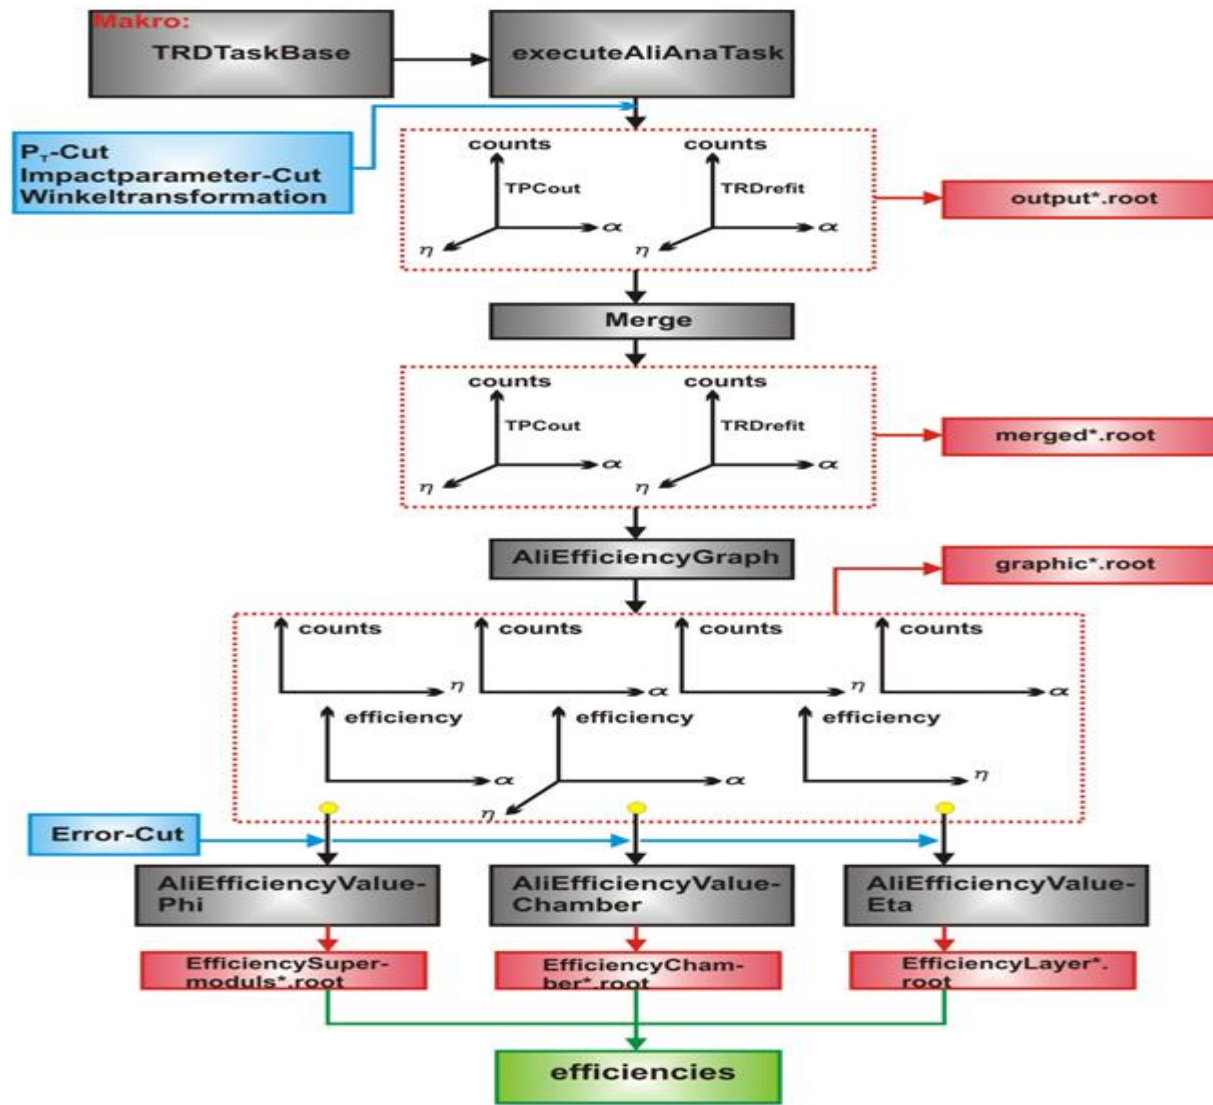 Makro:
TRDTaskBase
executeAliAnaTask
P_T-Cut
Impactparameter-Cut
Winkeltransformation
counts
TPCout
α
η
counts
TRDrefit
α
η
output*.root
Merge
counts
TPCout
α
η
counts
TRDrefit
α
η
merged*.root
AliEfficiencyGraph
graphic*.root
counts
η
counts
α
counts
η
counts
α
efficiency
α
efficiency
α
η
efficiency
η
Error-Cut
AliEfficiencyValue-
Phi
AliEfficiencyValue-
Chamber
AliEfficiencyValue-
Eta
EfficiencySuper-
moduls*.root
EfficiencyCham-
ber*.root
EfficiencyLayer*.
root
efficiencies